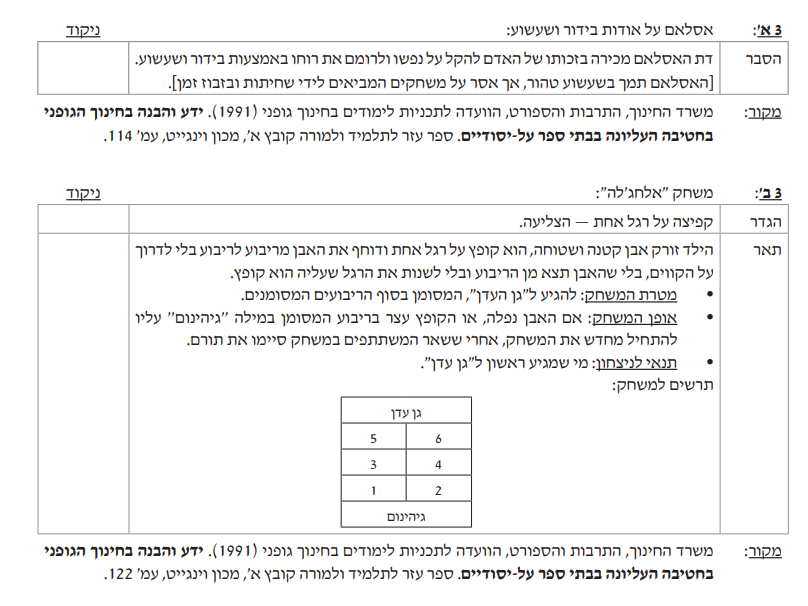 3 א': אסלאם על אודות בידור ושעשוע: ניקוד
הסבר דת האסלאם מכירה בזכותו של האדם להקל על נפשו ולרומם את רוחו באמצעות בידור ושעשוע.
[האסלאם תמך בשעשוע טהור, אך אסר על משחקים המביאים לידי שחיתות ובזבוז זמן].
מקור: משרד החינוך, התרבות והספורט, הוועדה לתכניות לימודים בחינוך גופני (1991). ידע והבנה בחינוך הגופני
בחטיבה העליונה בבתי ספר על-יסודיים. ספר עזר לתלמיד ולמורה קובץ א', מכון וינגייט, עמ' 114.
3 ב': משחק "אלחג'לה": ניקוד
הגדר קפיצה על רגל אחת – הצליעה.
תאר הילד זורק אבן קטנה ושטוחה, הוא קופץ על רגל אחת ודוחף את האבן מריבוע לריבוע בלי לדרוך
על הקווים, בלי שהאבן תצא מן הריבוע ובלי לשנות את הרגל שעליה הוא קופץ.
• מטרת המשחק: להגיע ל"גן העדן", המסומן בסוף הריבועים המסומנים.
• אופן המשחק: אם האבן נפלה, או הקופץ עצר בריבוע המסומן במילה "גיהינום" עליו
להתחיל מחדש את המשחק, אחרי ששאר המשתתפים במשחק סיימו את תורם.
• תנאי לניצחון: מי שמגיע ראשון ל"גן עדן".
תרשים למשחק:
גן עדן
6 5
4 3
2 1
גיהינום
מקור: משרד החינוך, התרבות והספורט, הוועדה לתכניות לימודים בחינוך גופני (1991). ידע והבנה בחינוך הגופני
בחטיבה העליונה בבתי ספר על-יסודיים. ספר עזר לתלמיד ולמורה קובץ א', מכון וינגייט, עמ' 122.